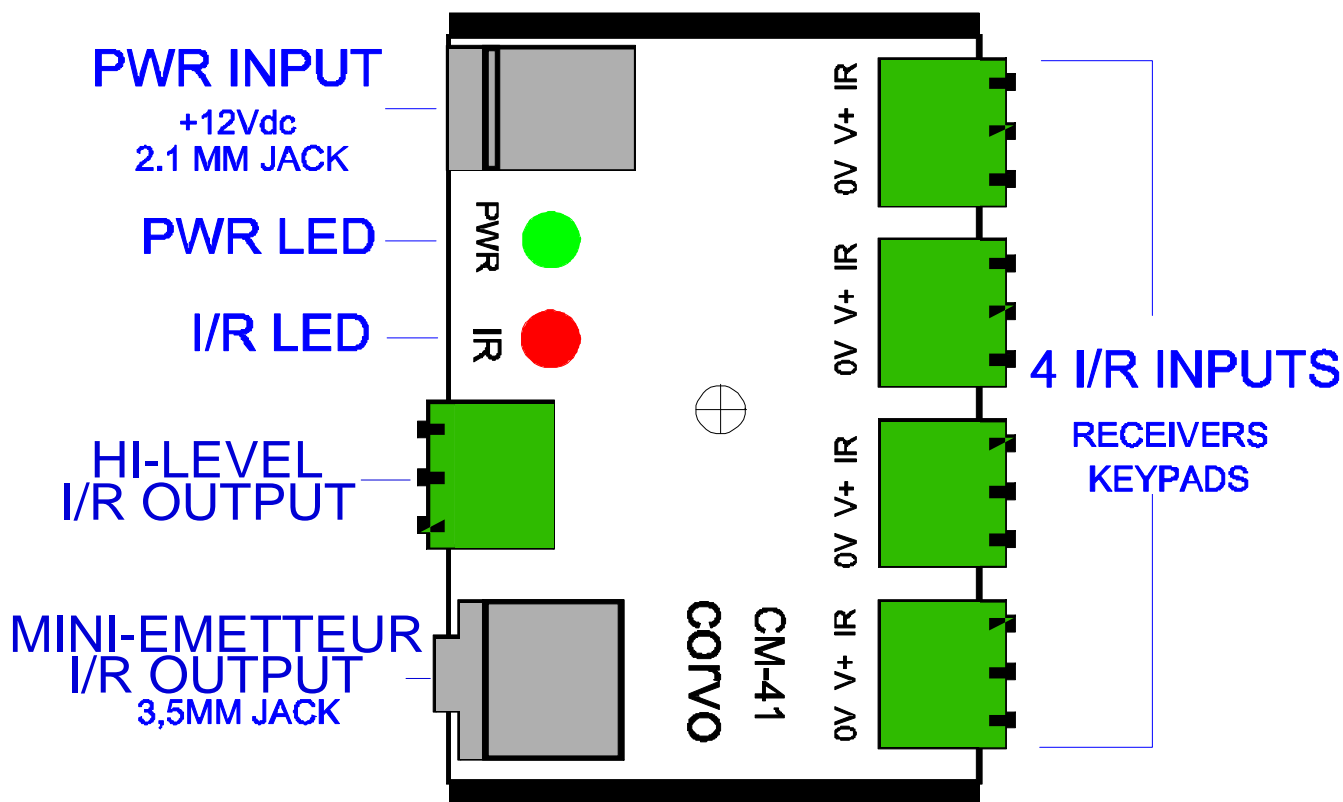 PWR INPUT
+12Vdc
2.1 MM JACK
PWR LED
I/R LED
HI-LEVEL
I/R OUTPUT
MINI-EMETTEUR
I/R OUTPUT
3,5MM JACK
PWR
IR
CM-41
corvo
0V V+ IR
0V V+ IR
0V V+ IR
0V V+ IR
4 I/R INPUTS
RECEIVERS
KEYPADS